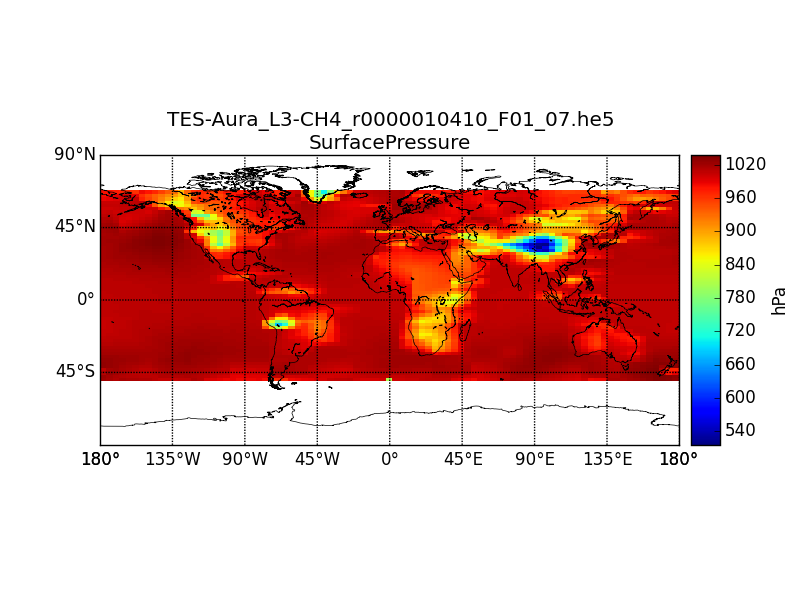 TES-Aura_L3-CH4_r0000010410_F01_07.he5
SurfacePressure
90°N
45°N
0°
45°S
180°
135°W
90°W
45°W
0°
45°E
90°E
135°E
180°
1020
960
900
840
780
720
660
600
540
hPa